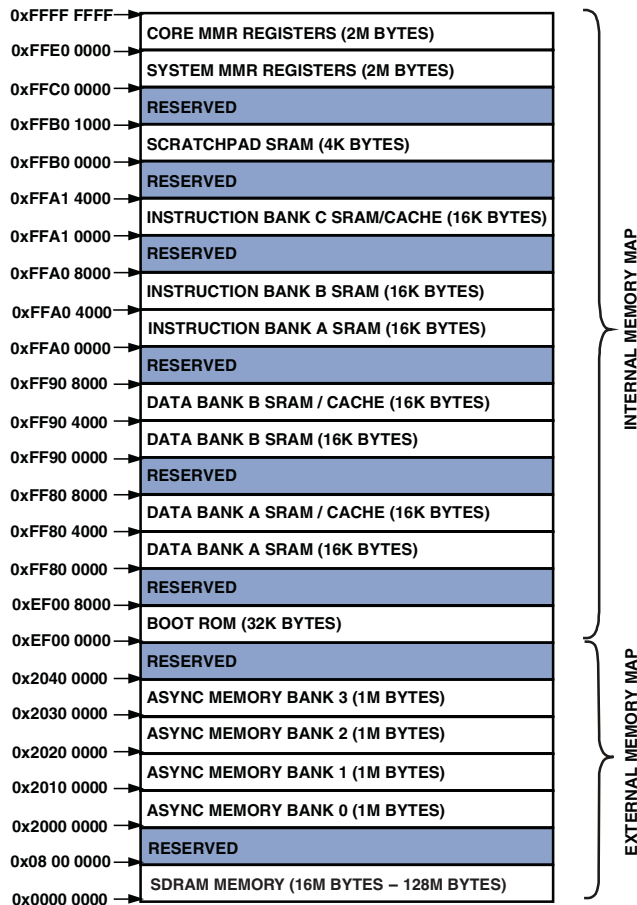 0xFFFF FFFF
CORE MMR REGISTERS (2M BYTES)
0xFFE0 0000
SYSTEM MMR REGISTERS (2M BYTES)
0xFFC0 0000
RESERVED
0xFFB0 1000
SCRATCHPAD SRAM (4K BYTES)
0xFFB0 0000
RESERVED
0xFFA1 4000
INSTRUCTION BANK C SRAM/CACHE (16K BYTES)
0xFFA1 0000
RESERVED
0xFFA0 8000
INSTRUCTION BANK B SRAM (16K BYTES)
0xFFA0 4000
INSTRUCTION BANK A SRAM (16K BYTES)
0xFFA0 0000
RESERVED
0xFF90 8000
DATA BANK B SRAM / CACHE (16K BYTES)
0xFF90 4000
DATA BANK B SRAM (16K BYTES)
0xFF90 0000
RESERVED
0xFF80 8000
DATA BANK A SRAM / CACHE (16K BYTES)
0xFF80 4000
DATA BANK A SRAM (16K BYTES)
0xFF80 0000
RESERVED
0xEF00 8000
BOOT ROM (32K BYTES)
0xEF00 0000
RESERVED
0x2040 0000
ASYNC MEMORY BANK 3 (1M BYTES)
0x2030 0000
ASYNC MEMORY BANK 2 (1M BYTES)
0x2020 0000
ASYNC MEMORY BANK 1 (1M BYTES)
0x2010 0000
ASYNC MEMORY BANK 0 (1M BYTES)
0x2000 0000
RESERVED
0x08 00 0000
SDRAM MEMORY (16M BYTES – 128M BYTES)
0x0000 0000
INTERNAL MEMORY MAP
EXTERNAL MEMORY MAP